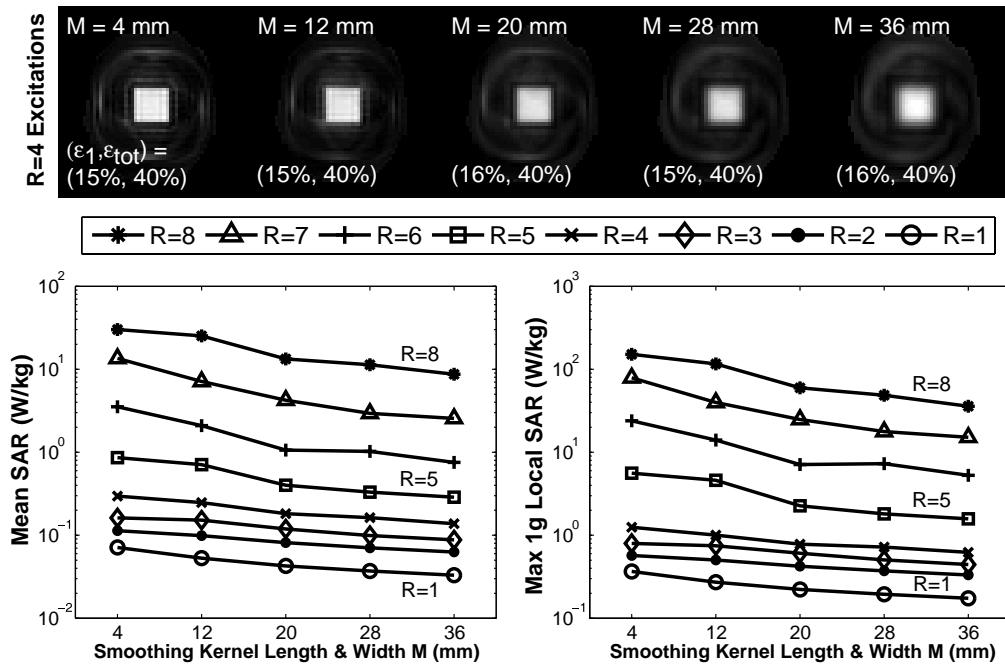 R=4 Excitations
M = 4 mm M = 12 mm M = 20 mm M = 28 mm M = 36 mm
(ε1,εtot) =
(15%, 40%) (15%, 40%) (16%, 40%) (15%, 40%) (16%, 40%)
R=8 R=7 R=6 R=5 R=4 R=3 R=2 R=1
Mean SAR (W/kg)
10^2
10^1
10^0
10^−1
10^−2
R=8
R=5
R=1
4 12 20 28 36
Smoothing Kernel Length & Width M (mm)
Max 1g Local SAR (W/kg)
10^3
10^2
10^1
10^0
10^−1
R=8
R=5
R=1
4 12 20 28 36
Smoothing Kernel Length & Width M (mm)